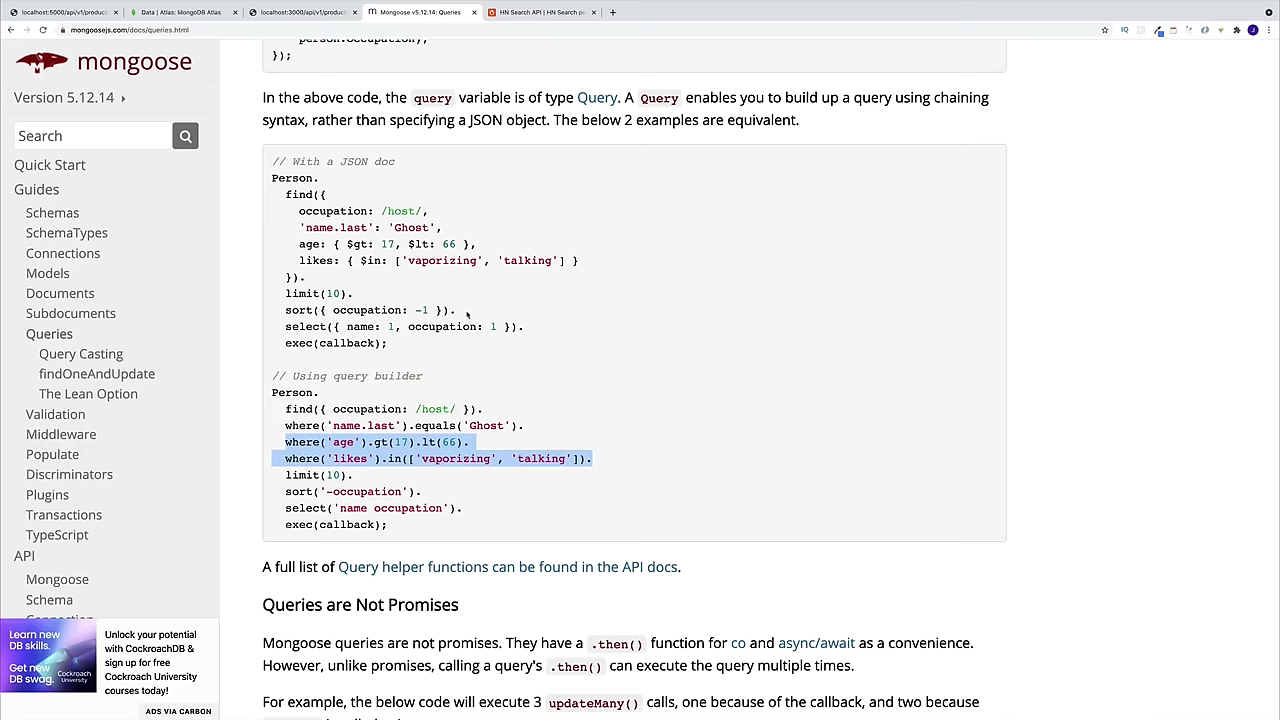 localhost:5000/api/v1/product
Data | Atlas: MongoDB Atlas
localhost:3000/api/v1/product
Mongoose v5.12.14: Queries
HN Search API | HN Search po
mongoosejs.com/docs/queries.html
mongoose
Version 5.12.14
Search
Quick Start
Guides
Schemas
SchemaTypes
Connections
Models
Documents
Subdocuments
Queries
Query Casting
findOneAndUpdate
The Lean Option
Validation
Middleware
Populate
Discriminators
Plugins
Transactions
TypeScript
API
Mongoose
Schema
Connection
Learn new
DB skills.
Get new
DB swag.
Cockroach
University
Unlock your potential
with CockroachDB &
sign up for free
Cockroach University
courses today!
ADS VIA CARBON
person.occupation);
});
In the above code, the query variable is of type Query. A Query enables you to build up a query using chaining
syntax, rather than specifying a JSON object. The below 2 examples are equivalent.
// With a JSON doc
Person.
find({
occupation: /host/,
'name.last': 'Ghost',
age: { $gt: 17, $lt: 66 },
likes: { $in: ['vaporizing', 'talking'] }
}).
limit(10).
sort({ occupation: -1 }).
select({ name: 1, occupation: 1 }).
exec(callback);
// Using query builder
Person.
find({ occupation: /host/ }).
where('name.last').equals('Ghost').
where('age').gt(17).lt(66).
where('likes').in(['vaporizing', 'talking']).
limit(10).
sort('-occupation').
select('name occupation').
exec(callback);
A full list of Query helper functions can be found in the API docs.
Queries are Not Promises
Mongoose queries are not promises. They have a .then() function for co and async/await as a convenience.
However, unlike promises, calling a query's .then() can execute the query multiple times.
For example, the below code will execute 3 updateMany() calls, one because of the callback, and two because